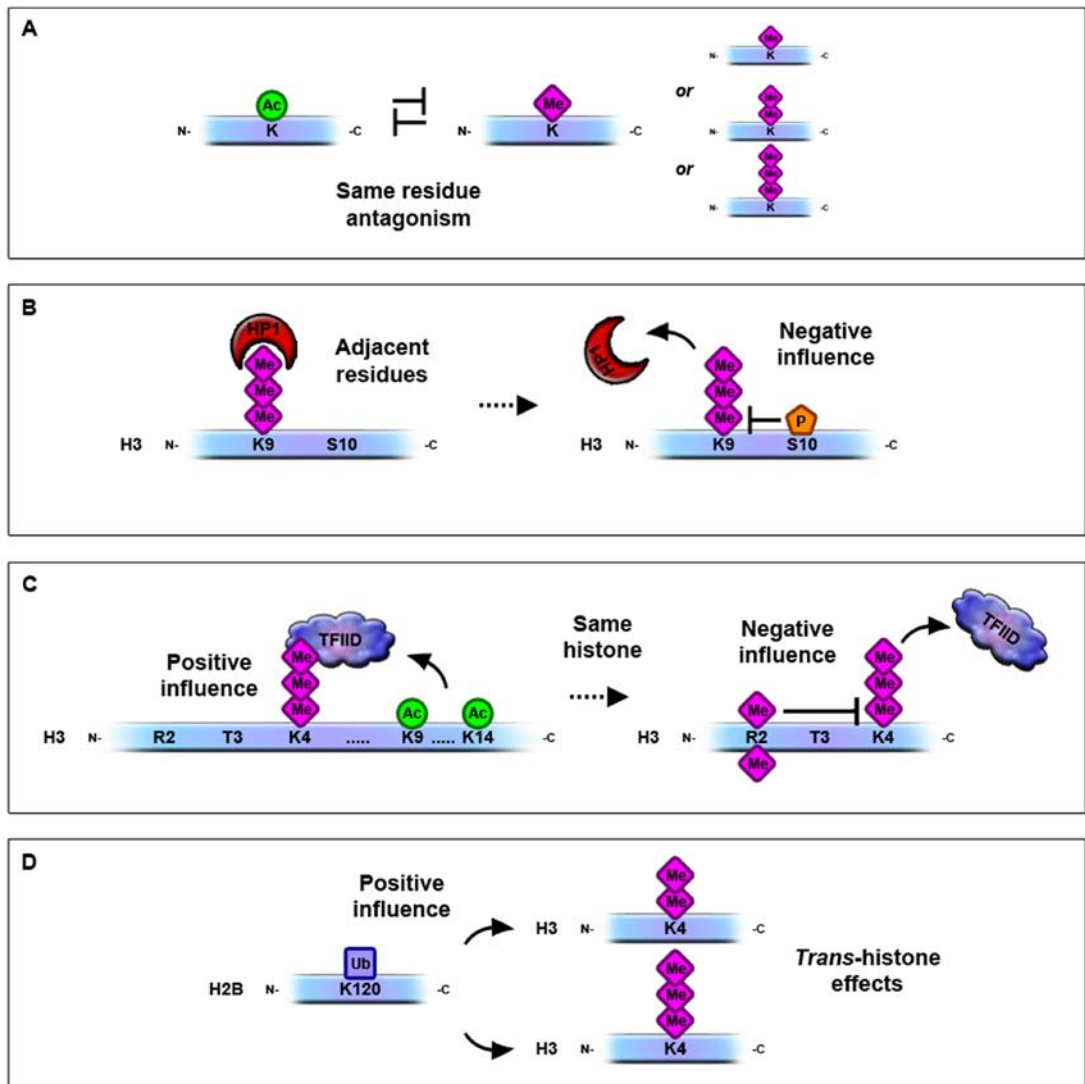 A
Ac
K
N-
-C
Me
K
N-
-C
Same residue
antagonism
Me
K
N-
-C
or
Me
Me
K
N-
-C
or
Me
Me
Me
K
N-
-C
B
HP1
Me
Me
Me
Adjacent
residues
H3 N- K9 S10 -C
HP1
Negative
influence
Me
Me
Me
P
H3 N- K9 S10 -C
C
Positive
influence
TFIID
Me
Me
Me
Ac
Ac
H3 N- R2 T3 K4 ..... K9 ..... K14 -C
Same
histone
Negative
influence
TFIID
Me
Me
Me
Me
H3 N- R2 T3 K4 -C
Me
D
Positive
influence
Ub
H2B N- K120 -C
Me
Me
H3 N- K4 -C
Me
Me
Me
H3 N- K4 -C
Trans-histone
effects